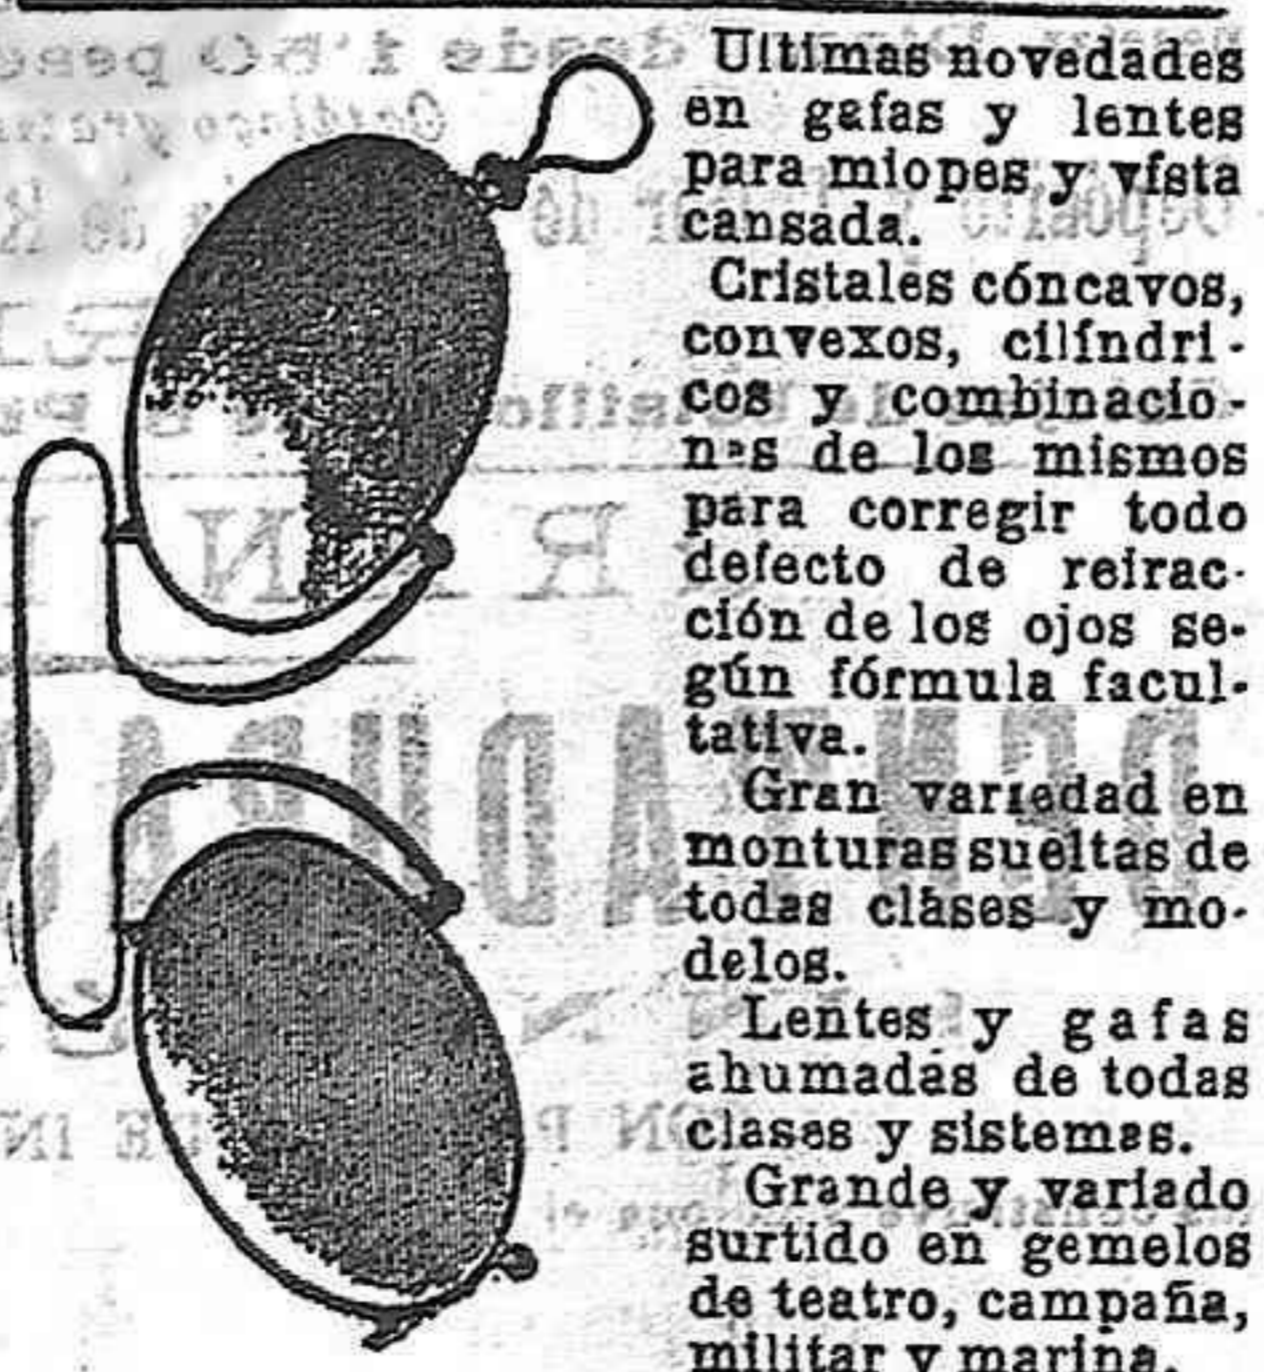 Ultimas novedades
en gafas y lentes
para miopes y vista
cansada.
Cristales cóncavos,
convexos, cilíndri-
cos y combinacio-
nes de los mismos
para corregir todo
defecto de refrac-
ción de los ojos se-
gún fórmula facul-
tativa.
Gran variedad en
monturas sueltas de
todas clases y mo-
delos.
Lentes y gafas
ahumadas de todas
clases y sistemas.
Grande y variado
surtido en gemelos
de teatro, campaña,
militar y marina.